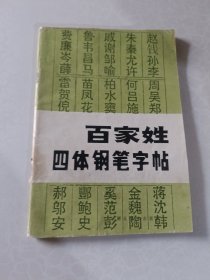 赵钱孙李 周吴郑
朱秦尤许 何吕施
戚谢邹喻 柏水窦
鲁韦昌马 苗凤花
费廉岑薛 雷贺倪
百家姓
四体钢笔字帖
蒋沈韩
金魏陶
奚范彭
酆鲍史
郝邬安